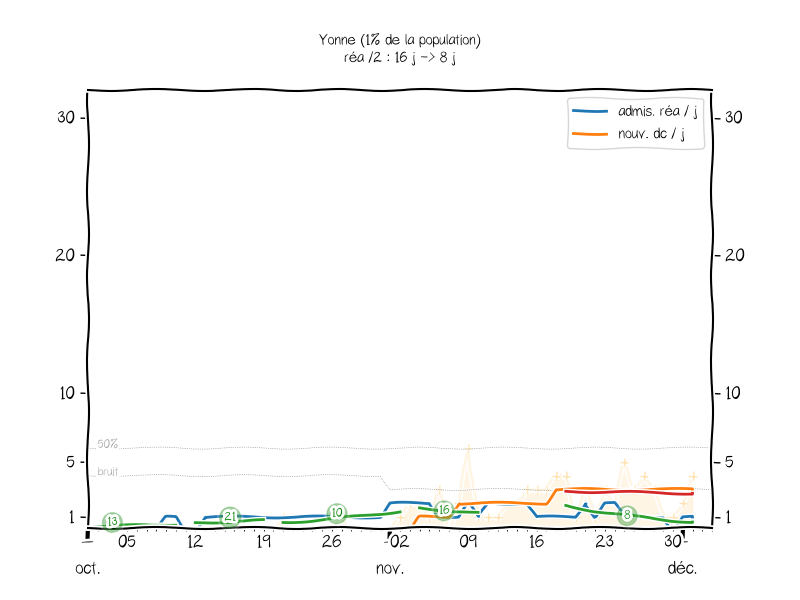 Yonne (1% de la population)
réa /2 : 16 j -> 8 j
admis. réa / j
nouv. dc / j
30 30
20 20
10 10
50%
5 5
bruit
1 13 21 10 16 8 1
05 12 19 26 02 09 16 23 30
oct. nov. déc.